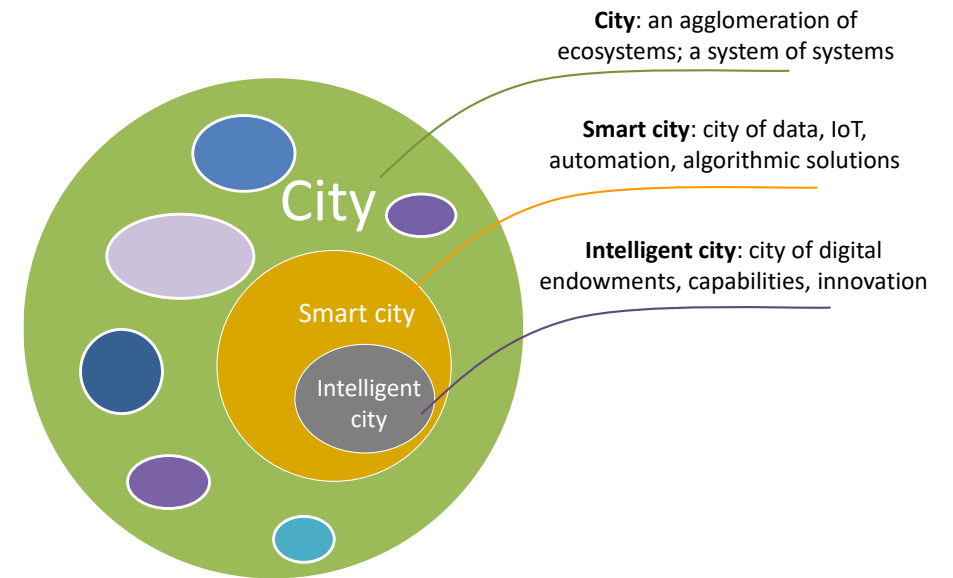 City: an agglomeration of
ecosystems; a system of systems
Smart city: city of data, IoT,
automation, algorithmic solutions
City
Intelligent city: city of digital
endowments, capabilities, innovation
Smart city
Intelligent
city